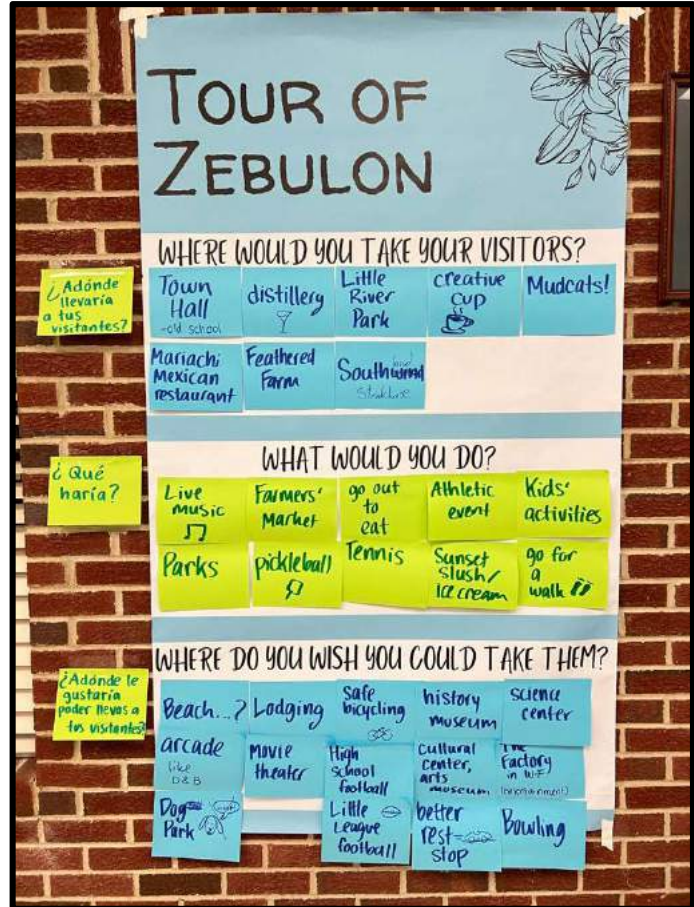 TOUR OF
ZEBULON
WHERE WOULD YOU TAKE YOUR VISITORS?
¿Adónde
llevaría
a tus
visitantes?
Town
Hall
-old school
distillery
Little
River
Park
creative
cup
Mudcats!
Mariachi
Mexican
restaurant
Feathered
Farm
South
structure
WHAT WOULD YOU DO?
¿Qué
haría?
Live
music
Farmers'
Market
go out
to
eat
Athletic
event
Kids'
activities
Parks
pickleball
Tennis
Sunset
Slush/
ice cream
go for
a
walk
WHERE DO YOU WISH YOU COULD TAKE THEM?
¿Adónde le
gustaría
poder llevas a
tus visitantes?
Beach...?
Lodging
Safe
bicycling
history
museum
science
center
arcade
like
D&B
Movie
theater
High
School
football
cultural
center,
arts
museum
The
Factory
in WF
(entertainment)
Dog
Park
Little
League
football
better
rest
stop
Bowling